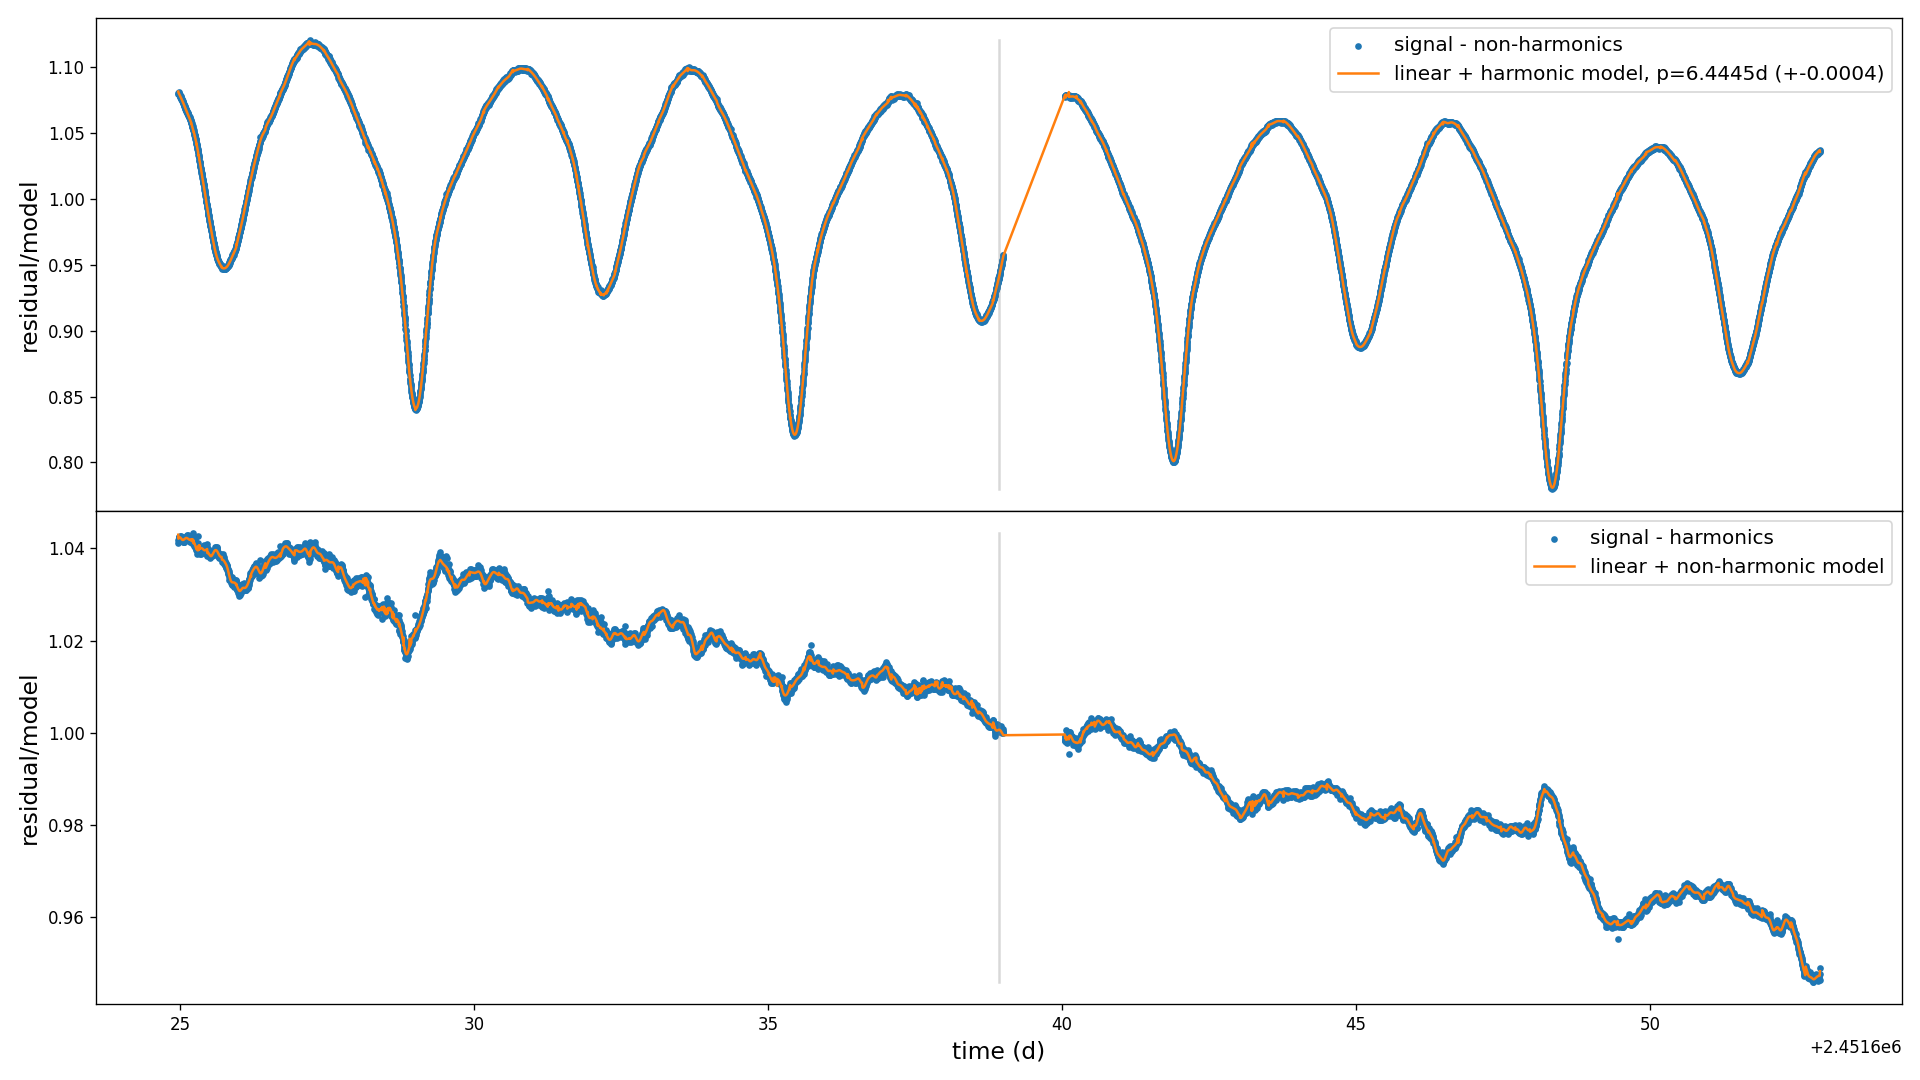 signal - non-harmonics
linear + harmonic model, p=6.4445d (+-0.0004)
residual/model
1.10
1.05
1.00
0.95
0.90
0.85
0.80
signal - harmonics
linear + non-harmonic model
residual/model
1.04
1.02
1.00
0.98
0.96
25
30
35
40
45
50
time (d)
+2.4516e6